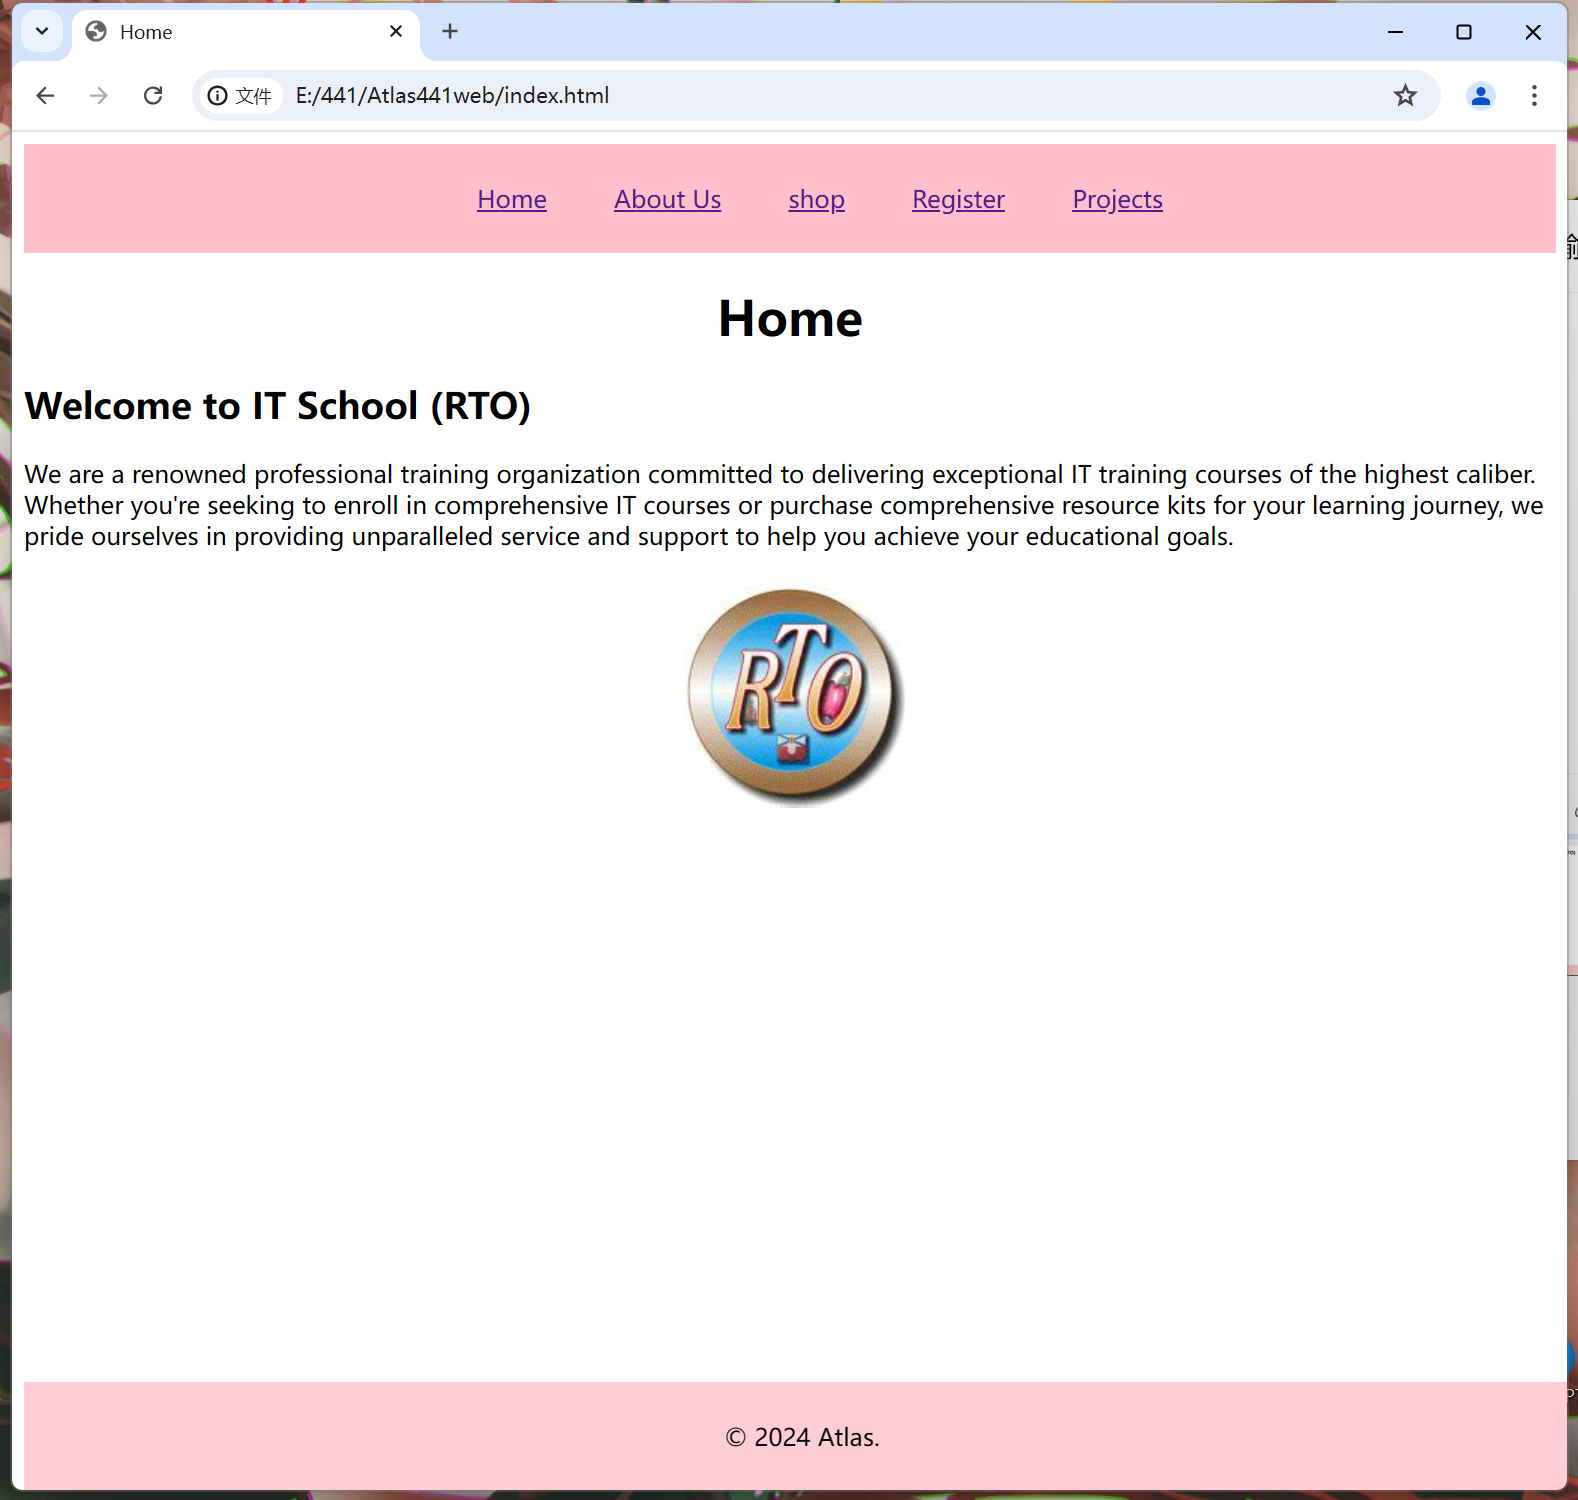 Home
文件 E:/441/Atlas441web/index.html
Home About Us shop Register Projects
Home
Welcome to IT School (RTO)
We are a renowned professional training organization committed to delivering exceptional IT training courses of the highest caliber.
Whether you're seeking to enroll in comprehensive IT courses or purchase comprehensive resource kits for your learning journey, we
pride ourselves in providing unparalleled service and support to help you achieve your educational goals.
RTO
© 2024 Atlas.